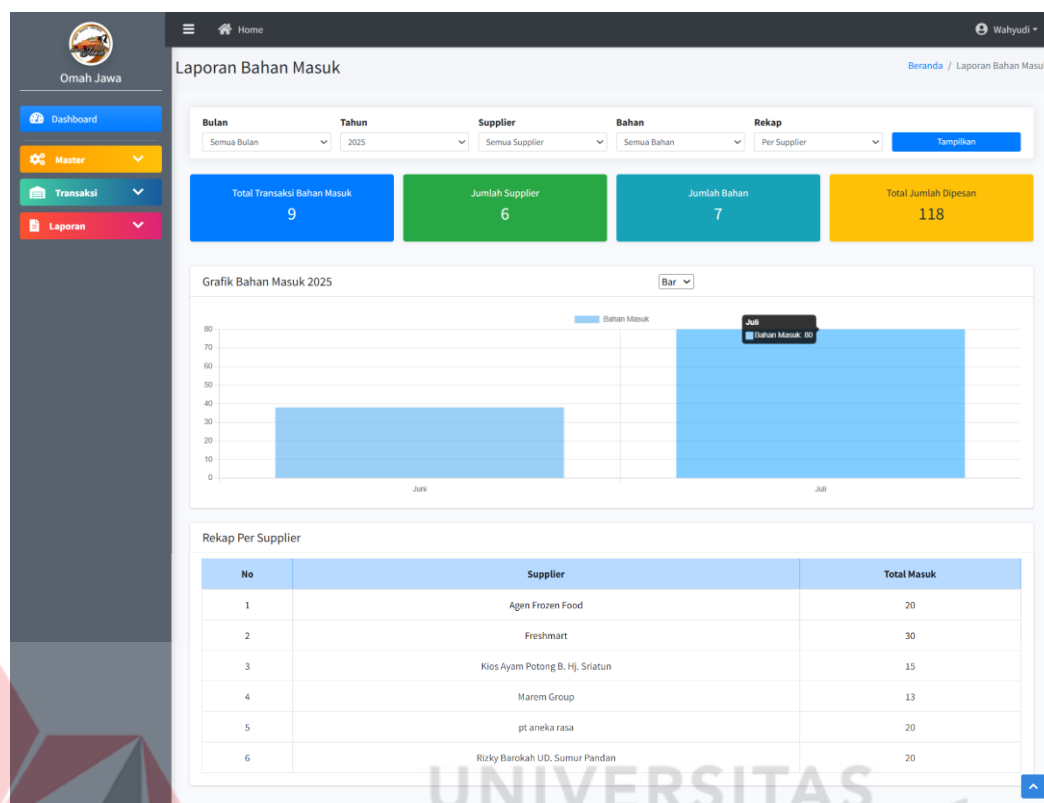 Home
Wahyudi
Omah Jawa
Laporan Bahan Masuk
Beranda / Laporan Bahan Masu
Dashboard
Master
Transaksi
Laporan
Bulan Tahun Supplier Bahan Rekap
Semua Bulan 2025 Semua Supplier Semua Bahan Per Supplier Tampilkan
Total Transaksi Bahan Masuk Jumlah Supplier Jumlah Bahan Total Jumlah Dipesan
9 6 7 118
Grafik Bahan Masuk 2025 Bar
Bahan Masuk
Juli
Bahan Masuk: 80
80
70
60
50
40
30
20
10
0
Juni Juli
Rekap Per Supplier
No Supplier Total Masuk
1 Agen Frozen Food 20
2 Freshmart 30
3 Kios Ayam Potong B. Hj. Sriatun 15
4 Marem Group 13
5 pt aneka rasa 20
6 Rizky Barokah UD. Sumur Pandan 20
UNIVERSITAS